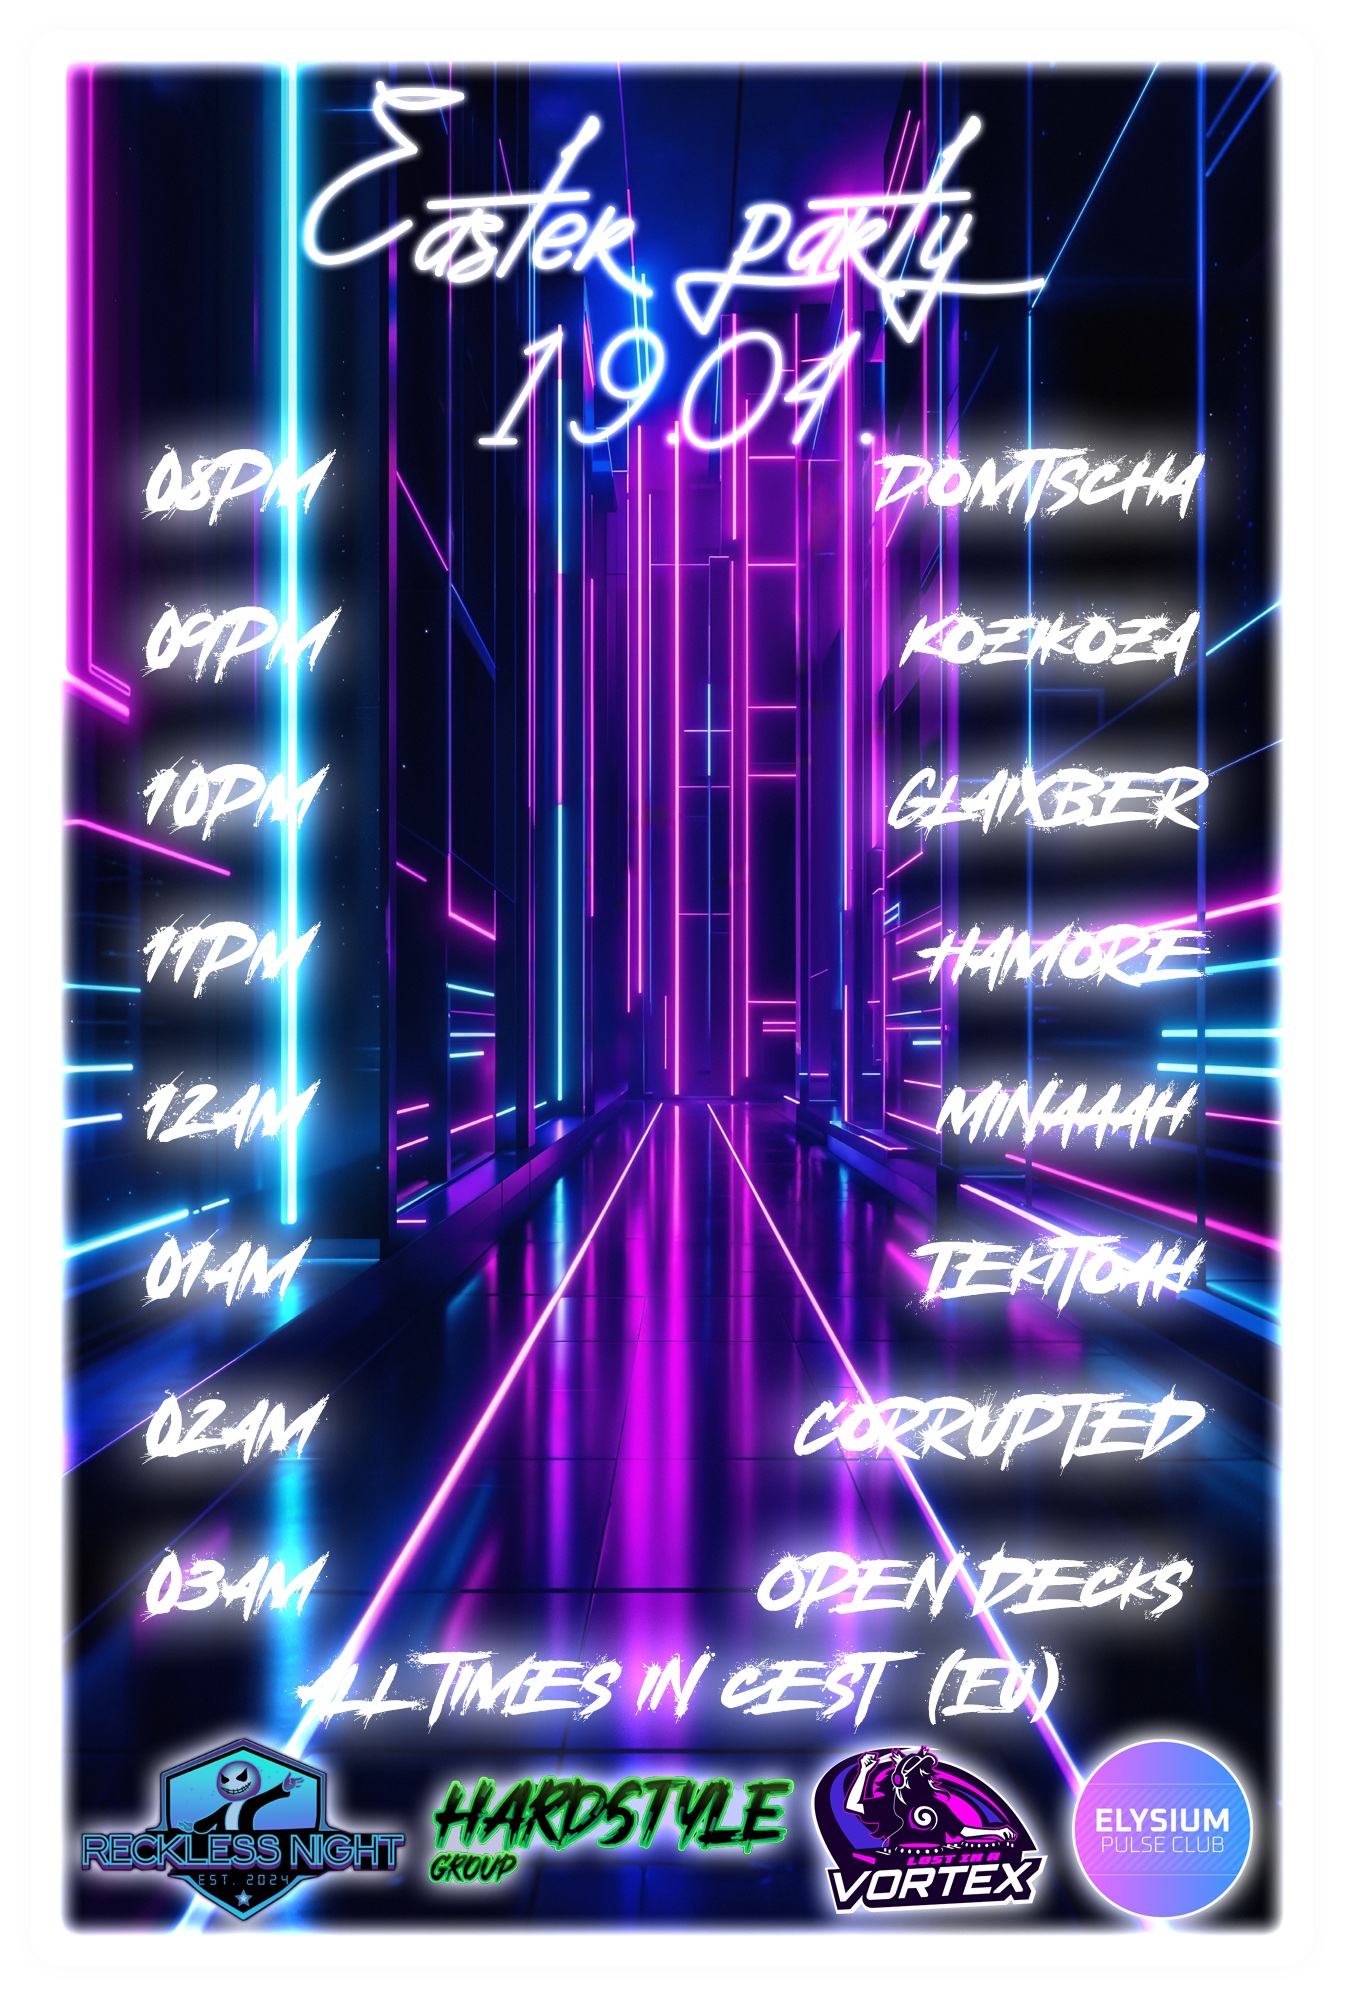 Easter party
19.04.
08PM DOMTSCHA
09PM KOZIKOZA
10PM GLAIXBER
11PM HAMORE
12AM MINAAAH
01AM TEKITOAH
02AM CORRUPTED
03AM OPEN DECKS
ALL TIMES IN CEST (EU)
RECKLESS NIGHT
EST. 2024
HARDSTYLE
GROUP
LOST IN A
VORTEX
ELYSIUM
PULSE CLUB